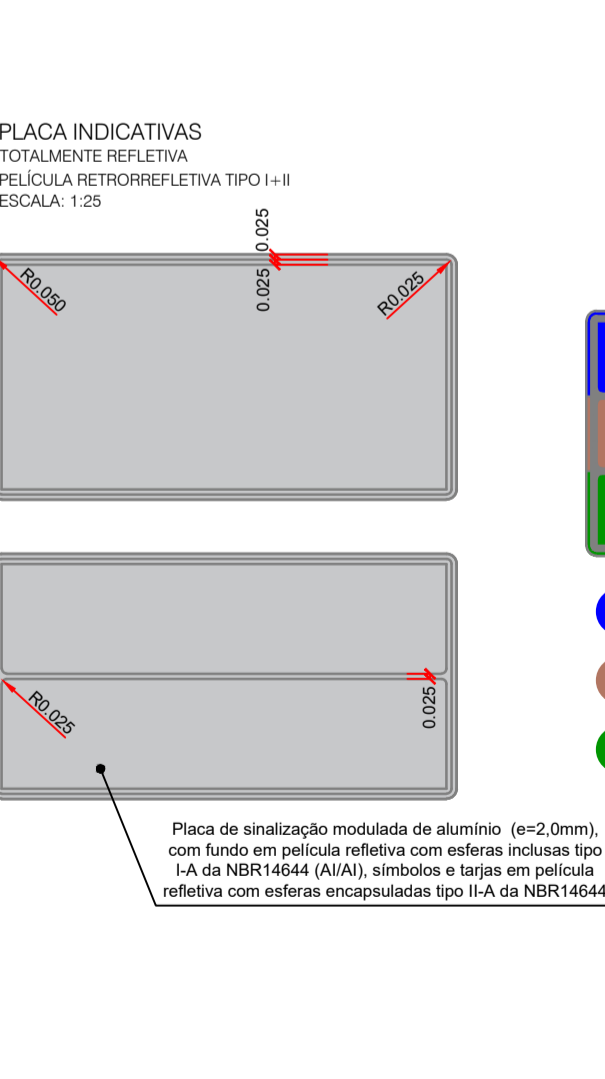 PLACA INDICATIVAS
TOTALMENTE REFLETIVA
PELÍCULA RETRORREFLETIVA TIPO I+II
ESCALA: 1:25
0.025
0.025
R0.050
R0.025
R0.025
0.025
Placa de sinalização modulada de alumínio (e=2,0mm),
com fundo em película refletiva com esferas inclusas tipo
I-A da NBR14644 (AI/AI), símbolos e tarjas em película
refletiva com esferas encapsuladas tipo II-A da NBR14644